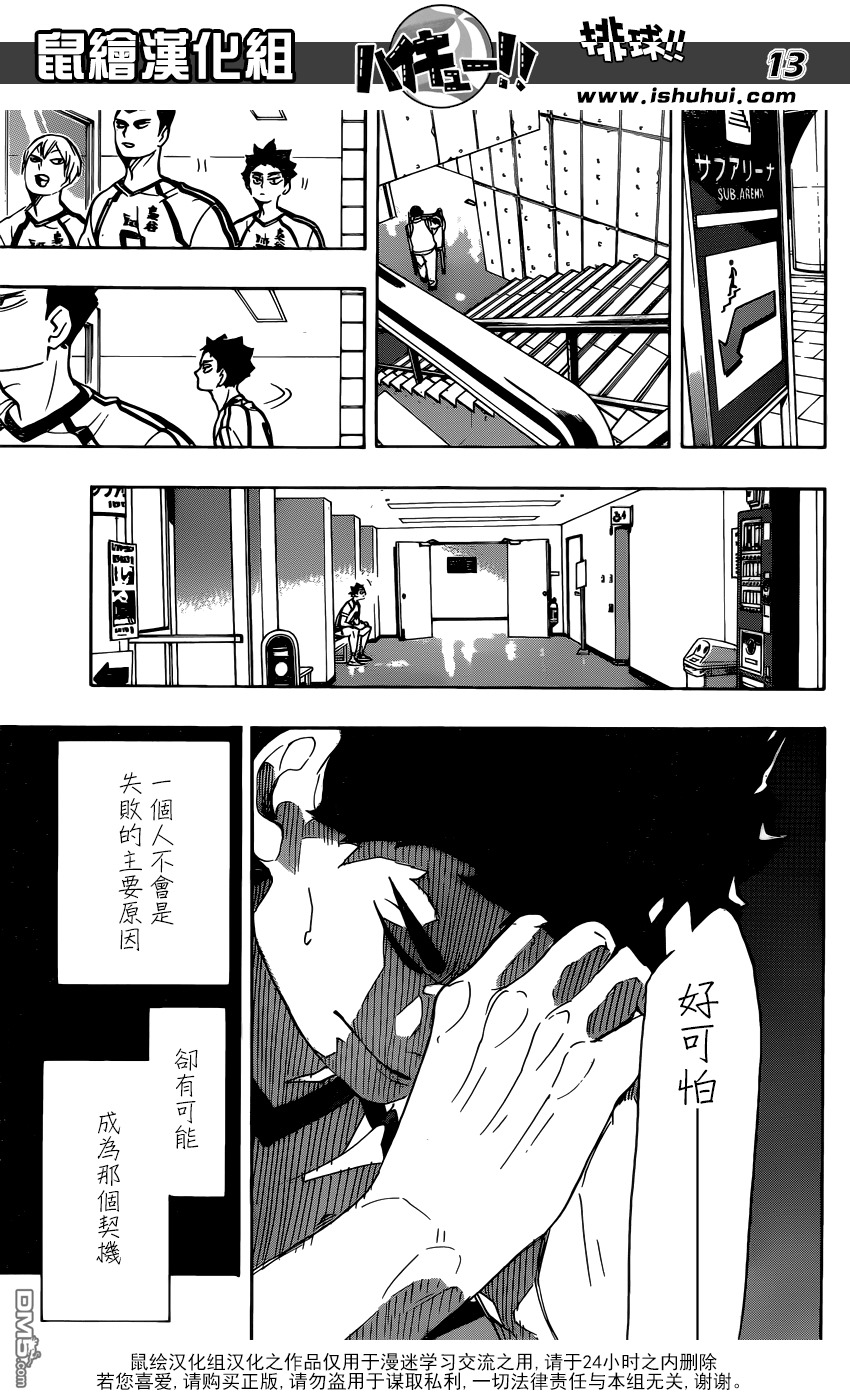 鼠繪漢化組
ハイキュー!!
排球!!
13
www.ishuhui.com
サブアリーナ
SUB.ARENA
好可怕
一個人不會是
失敗的主要原因
卻有可能
成為那個契機
DM5.com
鼠绘汉化组汉化之作品仅用于漫迷学习交流之用,请于24小时之内删除
若您喜爱,请购买正版,请勿盗用于谋取私利,一切法律责任与本组无关,谢谢。